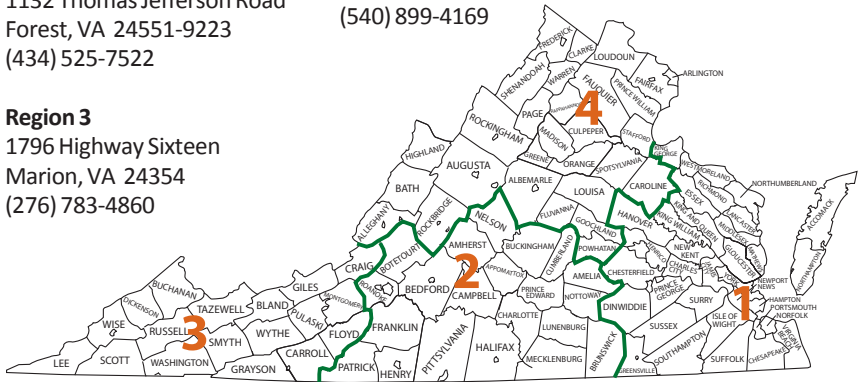 1132 Thomas Jefferson Road
Forest, VA 24551-9223
(434) 525-7522
(540) 899-4169
Region 3
1796 Highway Sixteen
Marion, VA 24354
(276) 783-4860
FREDERICK
CLARKE
LOUDOUN
SHENANDOAH
WARREN
FAUQUIER
FAIRFAX
ARLINGTON
PRINCE WILLIAM
PAGE
4
CULPEPER
STAFFORD
KING GEORGE
ROCKINGHAM
MADISON
GREENE
ORANGE
SPOTSYLVANIA
WESTMORELAND
HIGHLAND
AUGUSTA
ALBEMARLE
LOUISA
CAROLINE
RICHMOND
NORTHUMBERLAND
ESSEX
BATH
ROCKBRIDGE
NELSON
FLUVANNA
GOOCHLAND
HANOVER
KING WILLIAM
KING AND QUEEN
LANCASTER
MIDDLESEX
ACCOMACK
ALLEGHANY
AMHERST
BUCKINGHAM
CUMBERLAND
POWHATAN
HENRICO
NEW KENT
GLOUCESTER
NORTHAMPTON
CRAIG
BOTETOURT
2
APPOMATTOX
AMELIA
CHESTERFIELD
CHARLES CITY
YORK
NEWPORT NEWS
BEDFORD
CAMPBELL
PRINCE EDWARD
NOTTOWAY
DINWIDDIE
PRINCE GEORGE
SURRY
1
HAMPTON
PORTSMOUTH
NORFOLK
BUCHANAN
DICKENSON
TAZEWELL
BLAND
GILES
MONTGOMERY
ROANOKE
CHARLOTTE
LUNENBURG
SUSSEX
ISLE OF WIGHT
VIRGINIA BEACH
WISE
RUSSELL
3
SMYTH
WYTHE
PULASKI
FLOYD
FRANKLIN
PITTSYLVANIA
HALIFAX
MECKLENBURG
BRUNSWICK
GREENSVILLE
SOUTHAMPTON
SUFFOLK
CHESAPEAKE
LEE
SCOTT
WASHINGTON
GRAYSON
CARROLL
PATRICK
HENRY